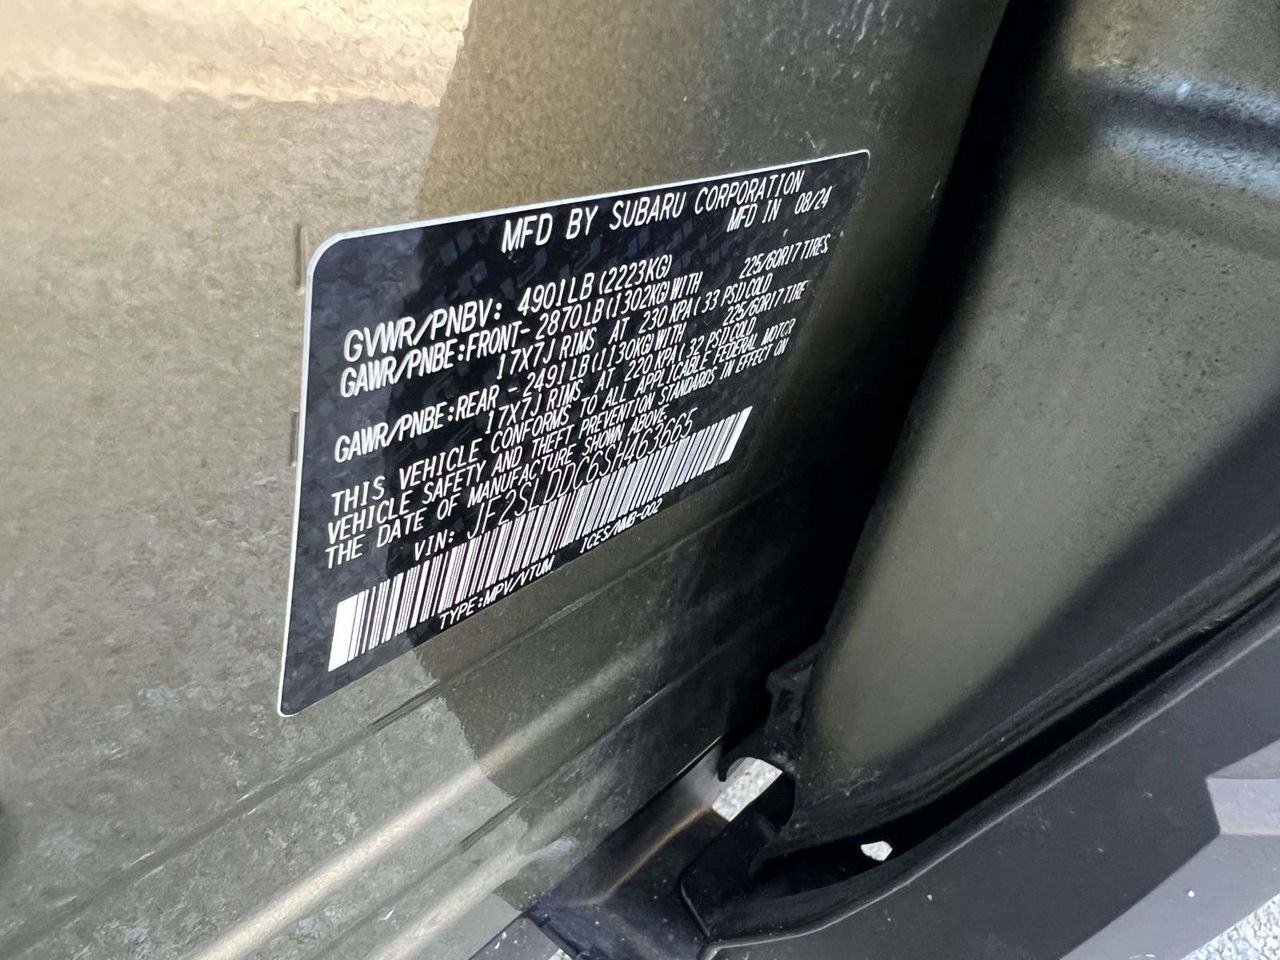 MFD BY SUBARU CORPORATION
MFD IN 08/24
GVWR/PNBV: 4901LB(2223KG)
GAWR/PNBE:FRONT- 2870LB(1302KG)WITH 225/60R17 TIRES
17X7J RIMS AT 230 KPA(33 PSI)COLD
GAWR/PNBE:REAR - 2491LB(1130KG)WITH 225/60R17 TIRE
17X7J RIMS AT 220 KPA(32 PSI)COLD
THIS VEHICLE CONFORMS TO ALL APPLICABLE FEDERAL MOTOR
VEHICLE SAFETY AND THEFT PREVENTION STANDARDS IN EFFECT ON
THE DATE OF MANUFACTURE SHOWN ABOVE.
VIN: JF2SLDDC6SH463665
TYPE:MPV/VTUM ICES/NMB-002